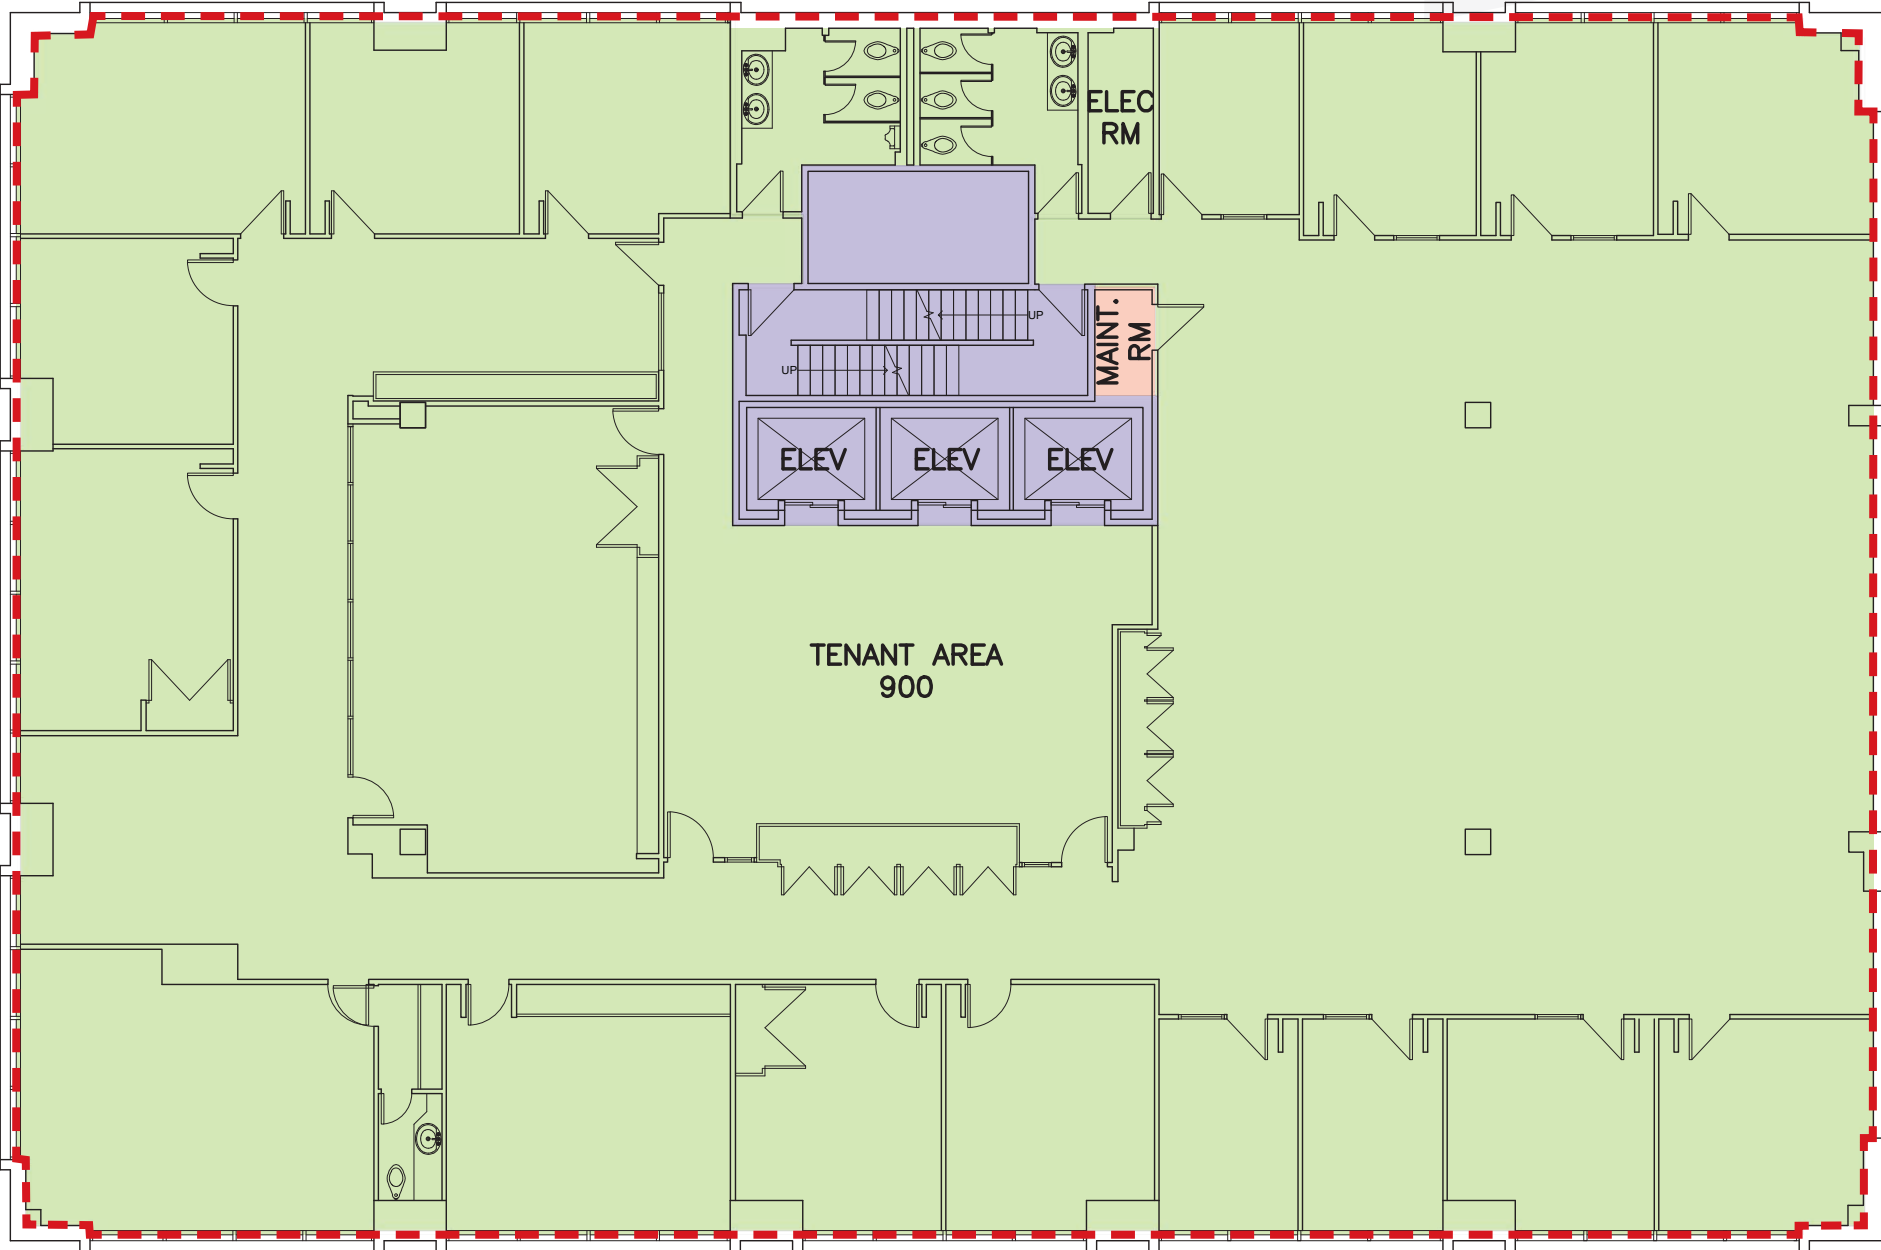 ELEC
RM
UP
MAINT.
RM
UP
ELEV
ELEV
ELEV
TENANT AREA
900